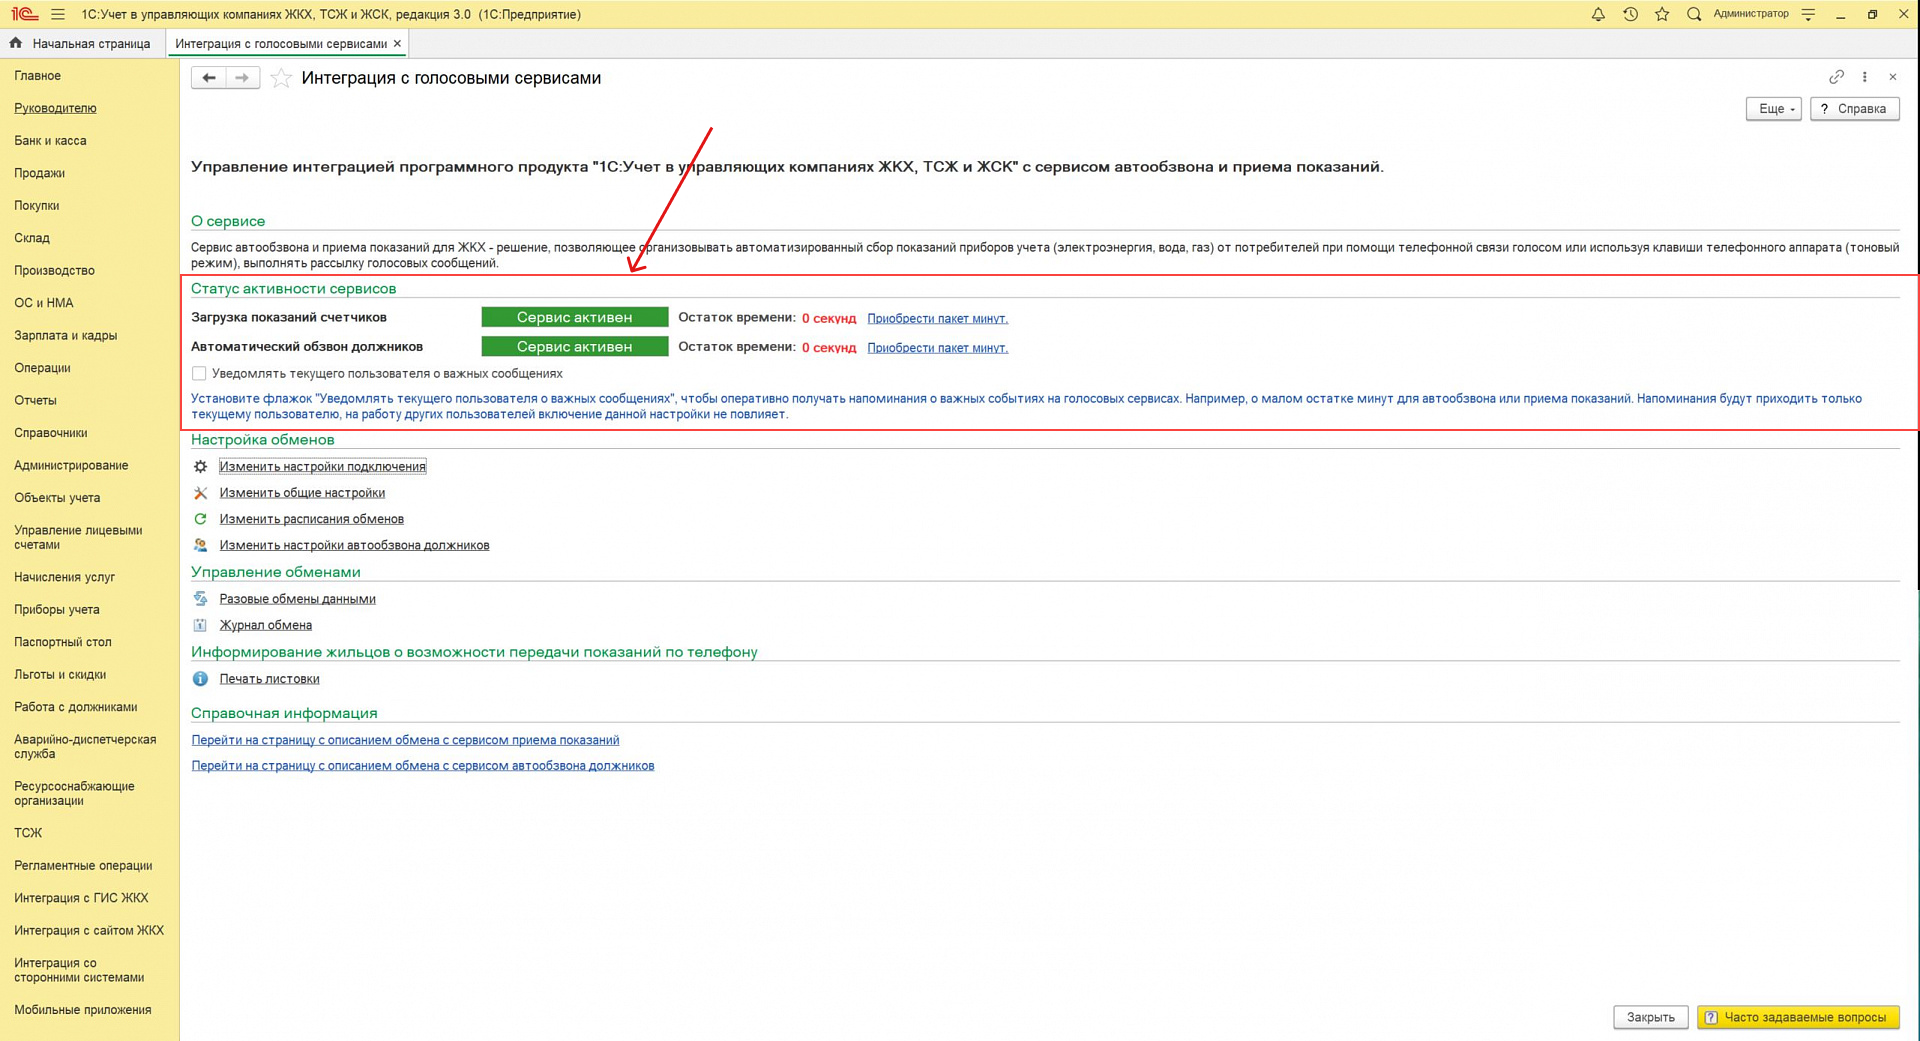 1С:Учет в управляющих компаниях ЖКХ, ТСЖ и ЖСК, редакция 3.0 (1С:Предприятие)
Администратор
Начальная страница
Интеграция с голосовыми сервисами ×
Главное
Руководителю
Банк и касса
Продажи
Покупки
Склад
Производство
ОС и НМА
Зарплата и кадры
Операции
Отчеты
Справочники
Администрирование
Объекты учета
Управление лицевыми
счетами
Начисления услуг
Приборы учета
Паспортный стол
Льготы и скидки
Работа с должниками
Аварийно-диспетчерская
служба
Ресурсоснабжающие
организации
ТСЖ
Регламентные операции
Интеграция с ГИС ЖКХ
Интеграция с сайтом ЖКХ
Интеграция со
сторонними системами
Мобильные приложения
Интеграция с голосовыми сервисами
Еще
? Справка
Управление интеграцией программного продукта "1С:Учет в управляющих компаниях ЖКХ, ТСЖ и ЖСК" с сервисом автообзвона и приема показаний.
О сервисе
Сервис автообзвона и приема показаний для ЖКХ - решение, позволяющее организовывать автоматизированный сбор показаний приборов учета (электроэнергия, вода, газ) от потребителей при помощи телефонной связи голосом или используя клавиши телефонного аппарата (тоновый
режим), выполнять рассылку голосовых сообщений.
Статус активности сервисов
Загрузка показаний счетчиков Сервис активен Остаток времени: 0 секунд Приобрести пакет минут.
Автоматический обзвон должников Сервис активен Остаток времени: 0 секунд Приобрести пакет минут.
Уведомлять текущего пользователя о важных сообщениях
Установите флажок "Уведомлять текущего пользователя о важных сообщениях", чтобы оперативно получать напоминания о важных событиях на голосовых сервисах. Например, о малом остатке минут для автообзвона или приема показаний. Напоминания будут приходить только
текущему пользователю, на работу других пользователей включение данной настройки не повлияет.
Настройка обменов
Изменить настройки подключения
Изменить общие настройки
Изменить расписания обменов
Изменить настройки автообзвона должников
Управление обменами
Разовые обмены данными
Журнал обмена
Информирование жильцов о возможности передачи показаний по телефону
Печать листовки
Справочная информация
Перейти на страницу с описанием обмена с сервисом приема показаний
Перейти на страницу с описанием обмена с сервисом автообзвона должников
Закрыть
? Часто задаваемые вопросы